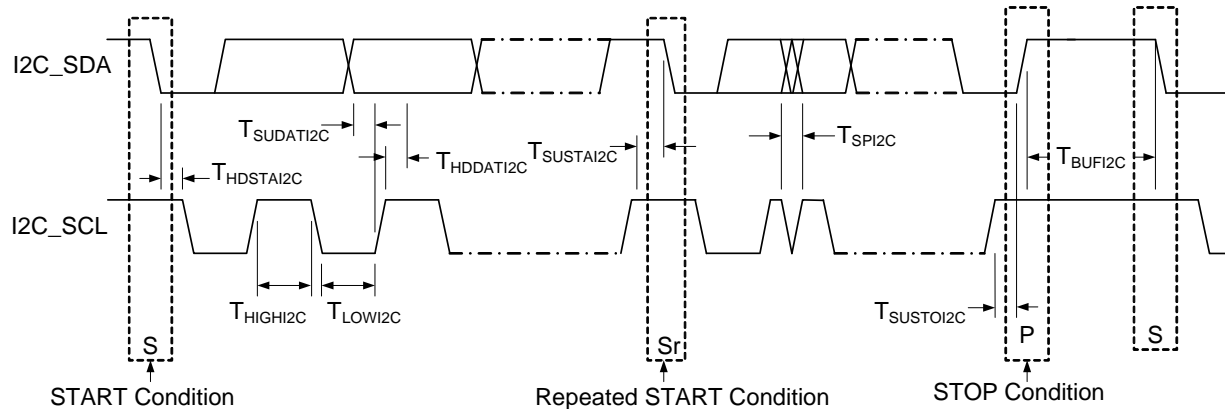 I2C_SDA
T_SUDATI2C
T_HDDATI2C
T_SUSTAI2C
T_SPI2C
T_BUFI2C
T_HDSTAI2C
I2C_SCL
T_HIGHI2C
T_LOWI2C
T_SUSTOI2C
S
Sr
P
S
START Condition
Repeated START Condition
STOP Condition